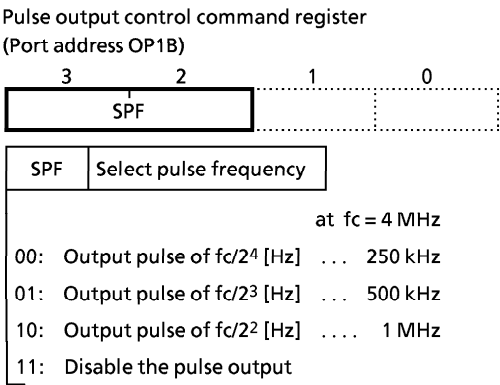 Pulse output control command register
(Port address OP1B)
3 2 1 0
SPF
SPF Select pulse frequency
at fc = 4 MHz
00: Output pulse of fc/2⁴ [Hz] ... 250 kHz
01: Output pulse of fc/2³ [Hz] ... 500 kHz
10: Output pulse of fc/2² [Hz] .... 1 MHz
11: Disable the pulse output